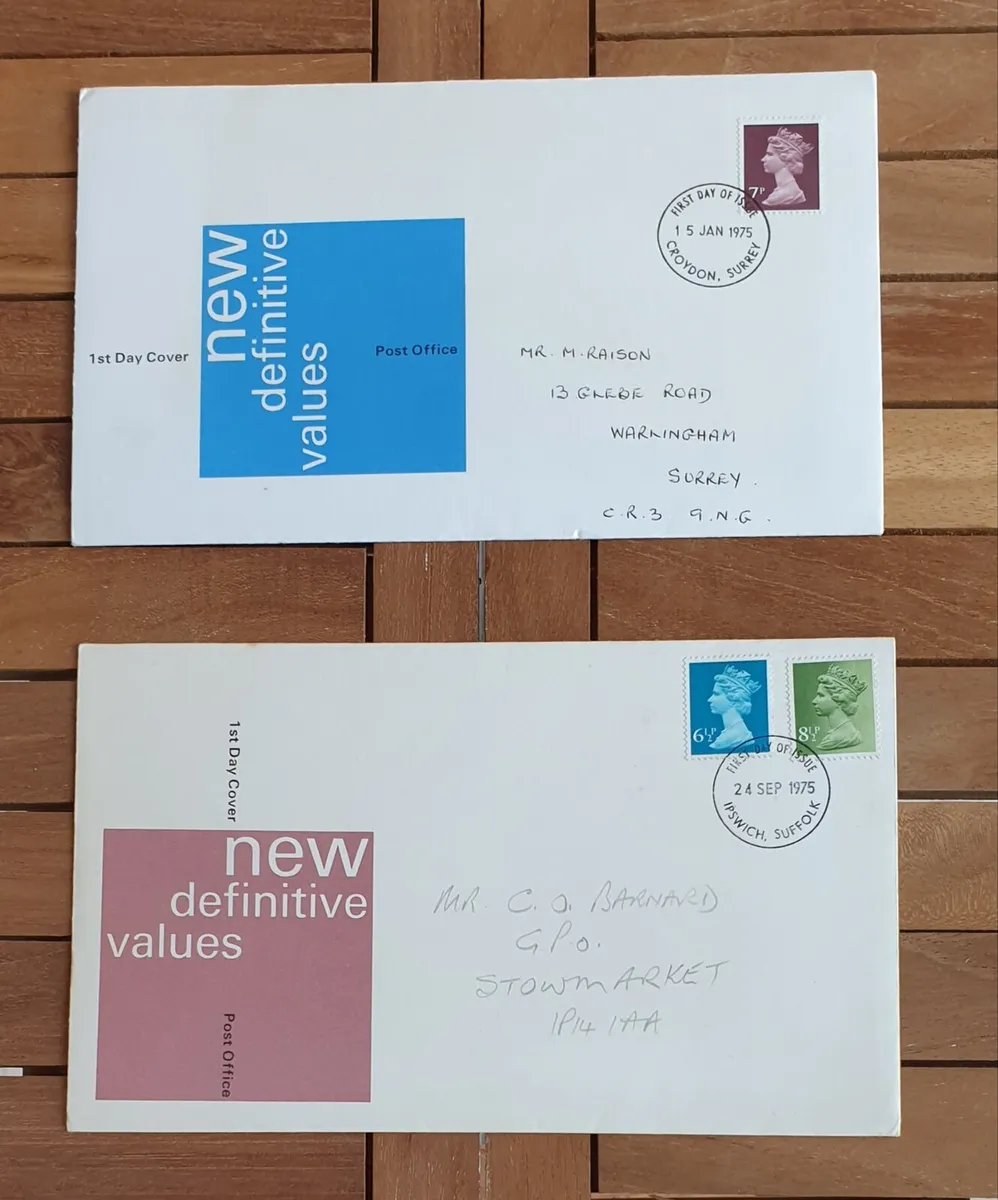 7P
FIRST DAY OF ISSUE
15 JAN 1975
CROYDON, SURREY
new
definitive
values
1st Day Cover
Post Office
MR. M. RAISON
13 GLEBE ROAD
WARLINGHAM
SURREY.
C.R.3 9.N.G.
6½P
8½P
FIRST DAY OF ISSUE
24 SEP 1975
IPSWICH, SUFFOLK
1st Day Cover
new
definitive
values
Post Office
MR. C. O. BARNARD
G.P.O.
STOWMARKET
IP14 1AA